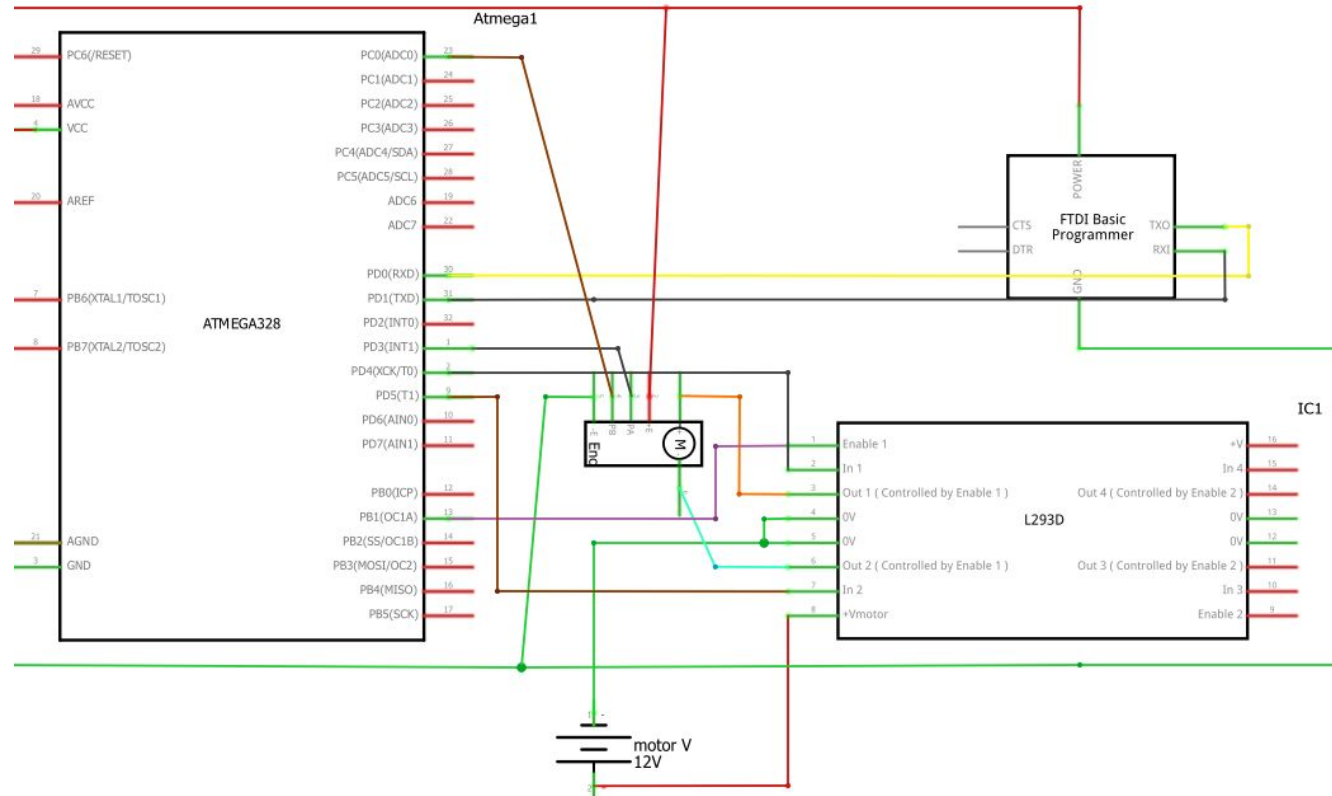 Atmega1
29 PC6(/RESET)
18 AVCC
4 VCC
20 AREF
7 PB6(XTAL1/TOSC1)
8 PB7(XTAL2/TOSC2)
21 AGND
3 GND
ATMEGA328
PC0(ADC0) 23
PC1(ADC1) 24
PC2(ADC2) 25
PC3(ADC3) 26
PC4(ADC4/SDA) 27
PC5(ADC5/SCL) 28
ADC6 19
ADC7 22
PD0(RXD) 30
PD1(TXD) 31
PD2(INT0) 32
PD3(INT1) 1
PD4(XCK/T0) 2
PD5(T1) 9
PD6(AIN0) 10
PD7(AIN1) 11
PB0(ICP) 12
PB1(OC1A) 13
PB2(SS/OC1B) 14
PB3(MOSI/OC2) 15
PB4(MISO) 16
PB5(SCK) 17
POWER
FTDI Basic
Programmer
CTS
DTR
TXO
RXI
GND
-E
PB
PA
+E
Enc
M
IC1
L293D
1 Enable 1
2 In 1
3 Out 1 ( Controlled by Enable 1 )
4 0V
5 0V
6 Out 2 ( Controlled by Enable 1 )
7 In 2
8 +Vmotor
+V 16
In 4 15
Out 4 ( Controlled by Enable 2 ) 14
0V 13
0V 12
Out 3 ( Controlled by Enable 2 ) 11
In 3 10
Enable 2 9
motor V
12V